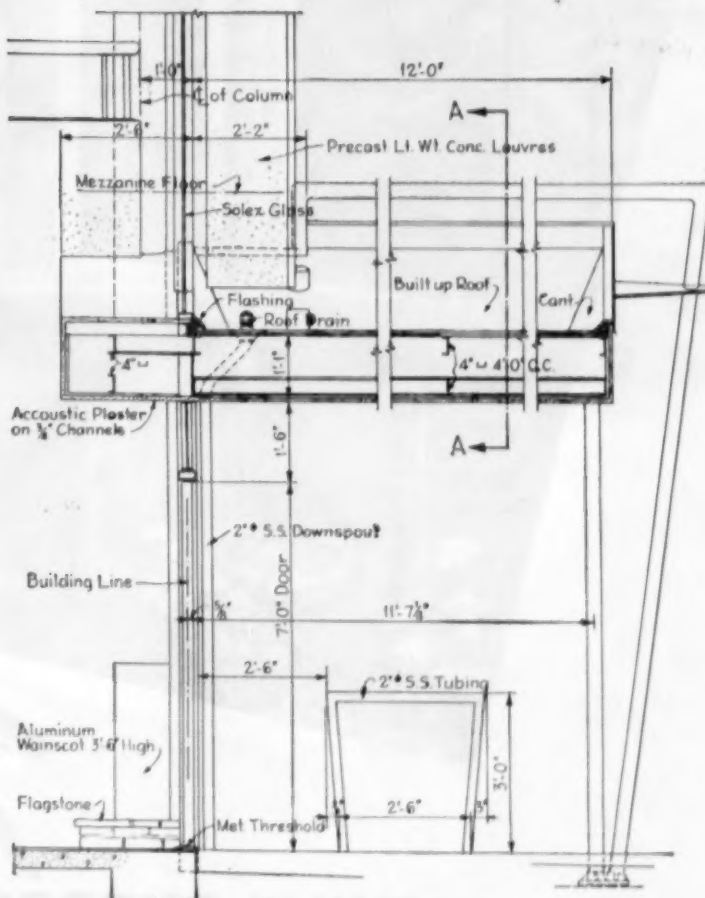 1'-0"
12'-0"
℄ of Column
A
2'-6"
2'-2"
Precast Lt. Wt. Conc. Louvres
Mezzanine Floor
Solex Glass
Flashing
Built up Roof
Cant
Roof Drain
4"
1'-1"
4" ⊔ 4'-0" O.C.
Accoustic Plaster
on ¾" Channels
1'-6"
A
2" ⌀ S.S. Downspout
Building Line
7'-0" Door
⅝"
2'-6"
2" ⌀ S.S. Tubing
Aluminum
Wainscot 3'-6" High
3'-0"
Flagstone
2'-6"
3"
Met Threshold